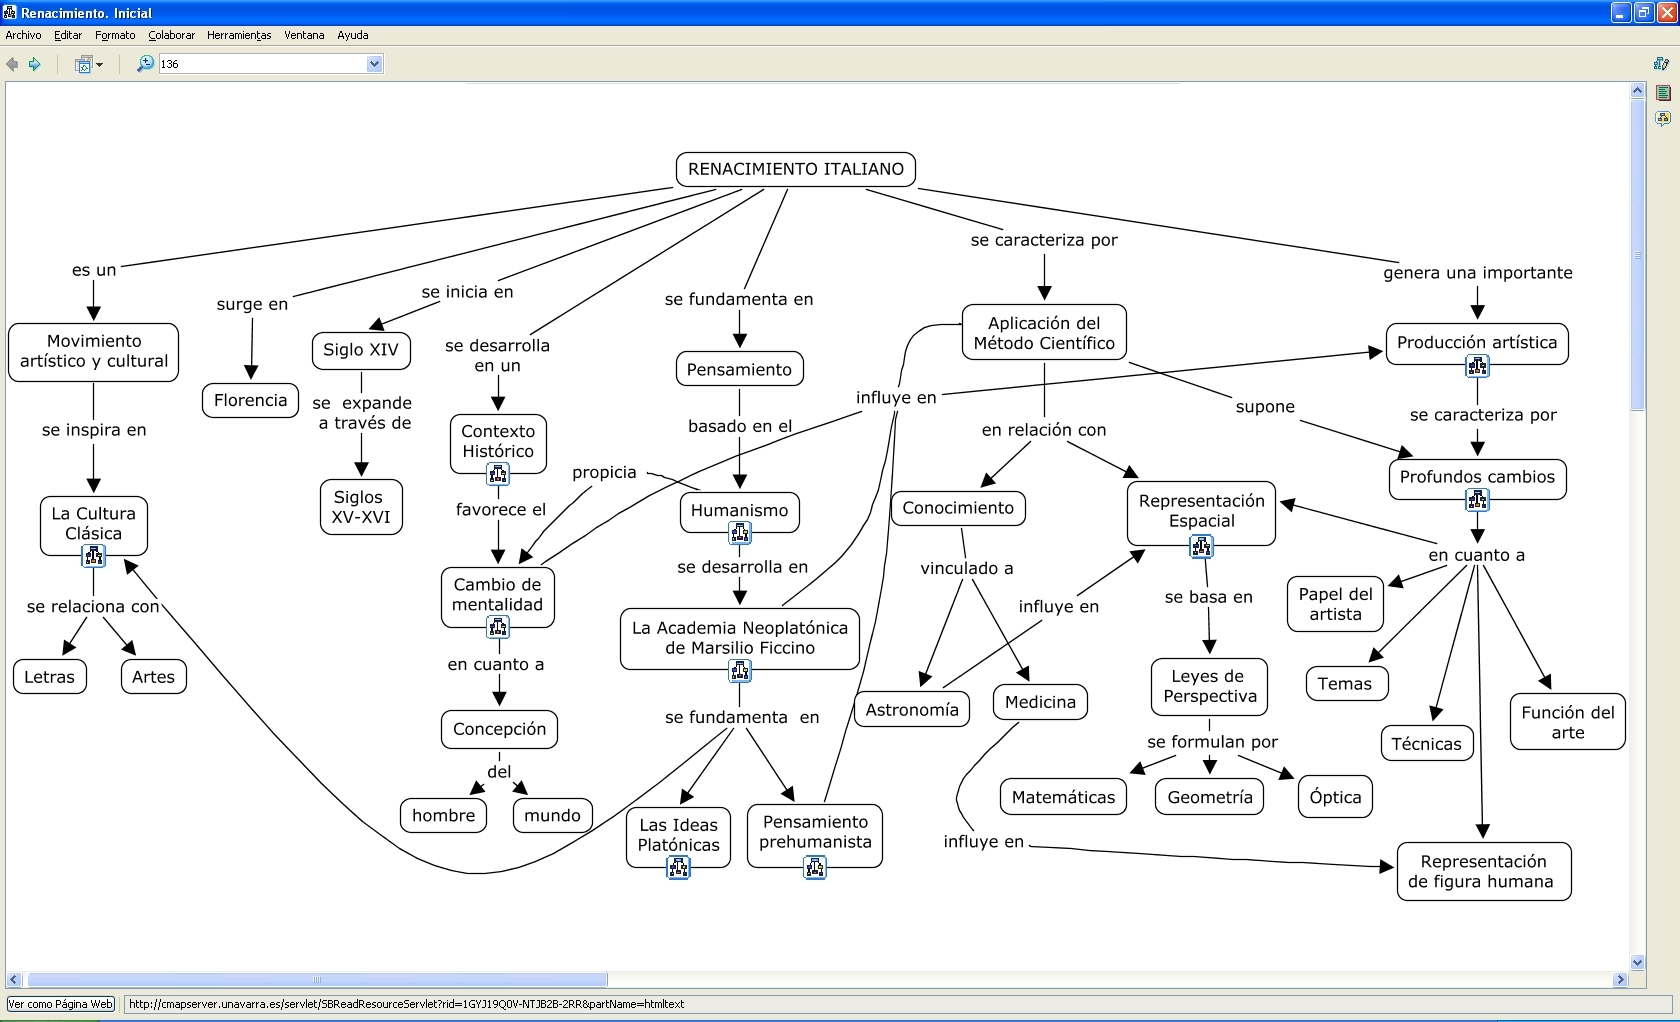 Renacimiento. Inicial
Archivo Editar Formato Colaborar Herramientas Ventana Ayuda
136
RENACIMIENTO ITALIANO
es un
Movimiento
artístico y cultural
se inspira en
La Cultura
Clásica
se relaciona con
Letras
Artes
surge en
Florencia
se inicia en
Siglo XIV
se expande
a través de
Siglos
XV-XVI
se desarrolla
en un
Contexto
Histórico
favorece el
Cambio de
mentalidad
en cuanto a
Concepción
del
hombre
mundo
se fundamenta en
Pensamiento
basado en el
Humanismo
propicia
se desarrolla en
La Academia Neoplatónica
de Marsilio Ficcino
se fundamenta en
Las Ideas
Platónicas
Pensamiento
prehumanista
influye en
se caracteriza por
Aplicación del
Método Científico
en relación con
Conocimiento
vinculado a
Astronomía
Medicina
influye en
influye en
supone
Representación
Espacial
se basa en
Leyes de
Perspectiva
se formulan por
Matemáticas
Geometría
Óptica
genera una importante
Producción artística
se caracteriza por
Profundos cambios
en cuanto a
Papel del
artista
Temas
Técnicas
Función del
arte
Representación
de figura humana
Ver como Página Web
http://cmapserver.unavarra.es/servlet/SBReadResourceServlet?rid=1GYJ19Q0V-NTJB2B-2RR&partName=htmltext